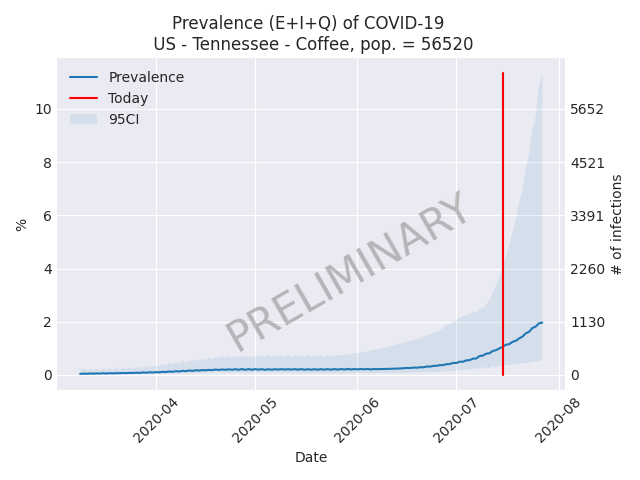 Prevalence (E+I+Q) of COVID-19
US - Tennessee - Coffee, pop. = 56520
Prevalence
Today
95CI
10
8
6
4
2
0
%
5652
4521
3391
2260
1130
0
# of infections
PRELIMINARY
2020-04
2020-05
2020-06
2020-07
2020-08
Date